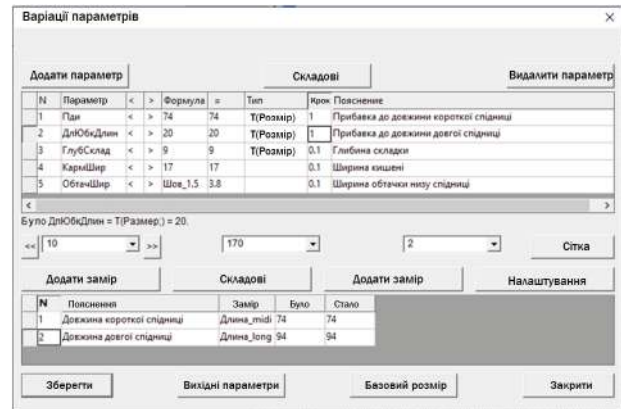 Варіації параметрів ×
Додати параметр Складові Видалити параметр
N Параметр < > Формула = Тип Крок Пояснение
1 Пди < > 74 74 Т(Розмір) 1 Прибавка до довжини короткої спідниці
2 ДлЮбкДлин < > 20 20 Т(Розмір) 1 Прибавка до довжини довгої спідниці
3 ГлубСклад < > 9 9 Т(Розмір) 0.1 Глибина складки
4 КармШир < > 17 17 0.1 Ширина кишені
5 ОбтачШир < > Шов_1.5 3.8 0.1 Ширина обтачки низу спідниці
Було ДлЮбкДлин = Т(Размер;) = 20.
<< 10 >> 170 2 Сітка
Додати замір Складові Додати замір Налаштування
N Пояснення Замір Було Стало
1 Довжина короткої спідниці Длина_midi 74 74
2 Довжина довгої спідниці Длина_long 94 94
Зберегти Вихідні параметри Базовий розмір Закрити